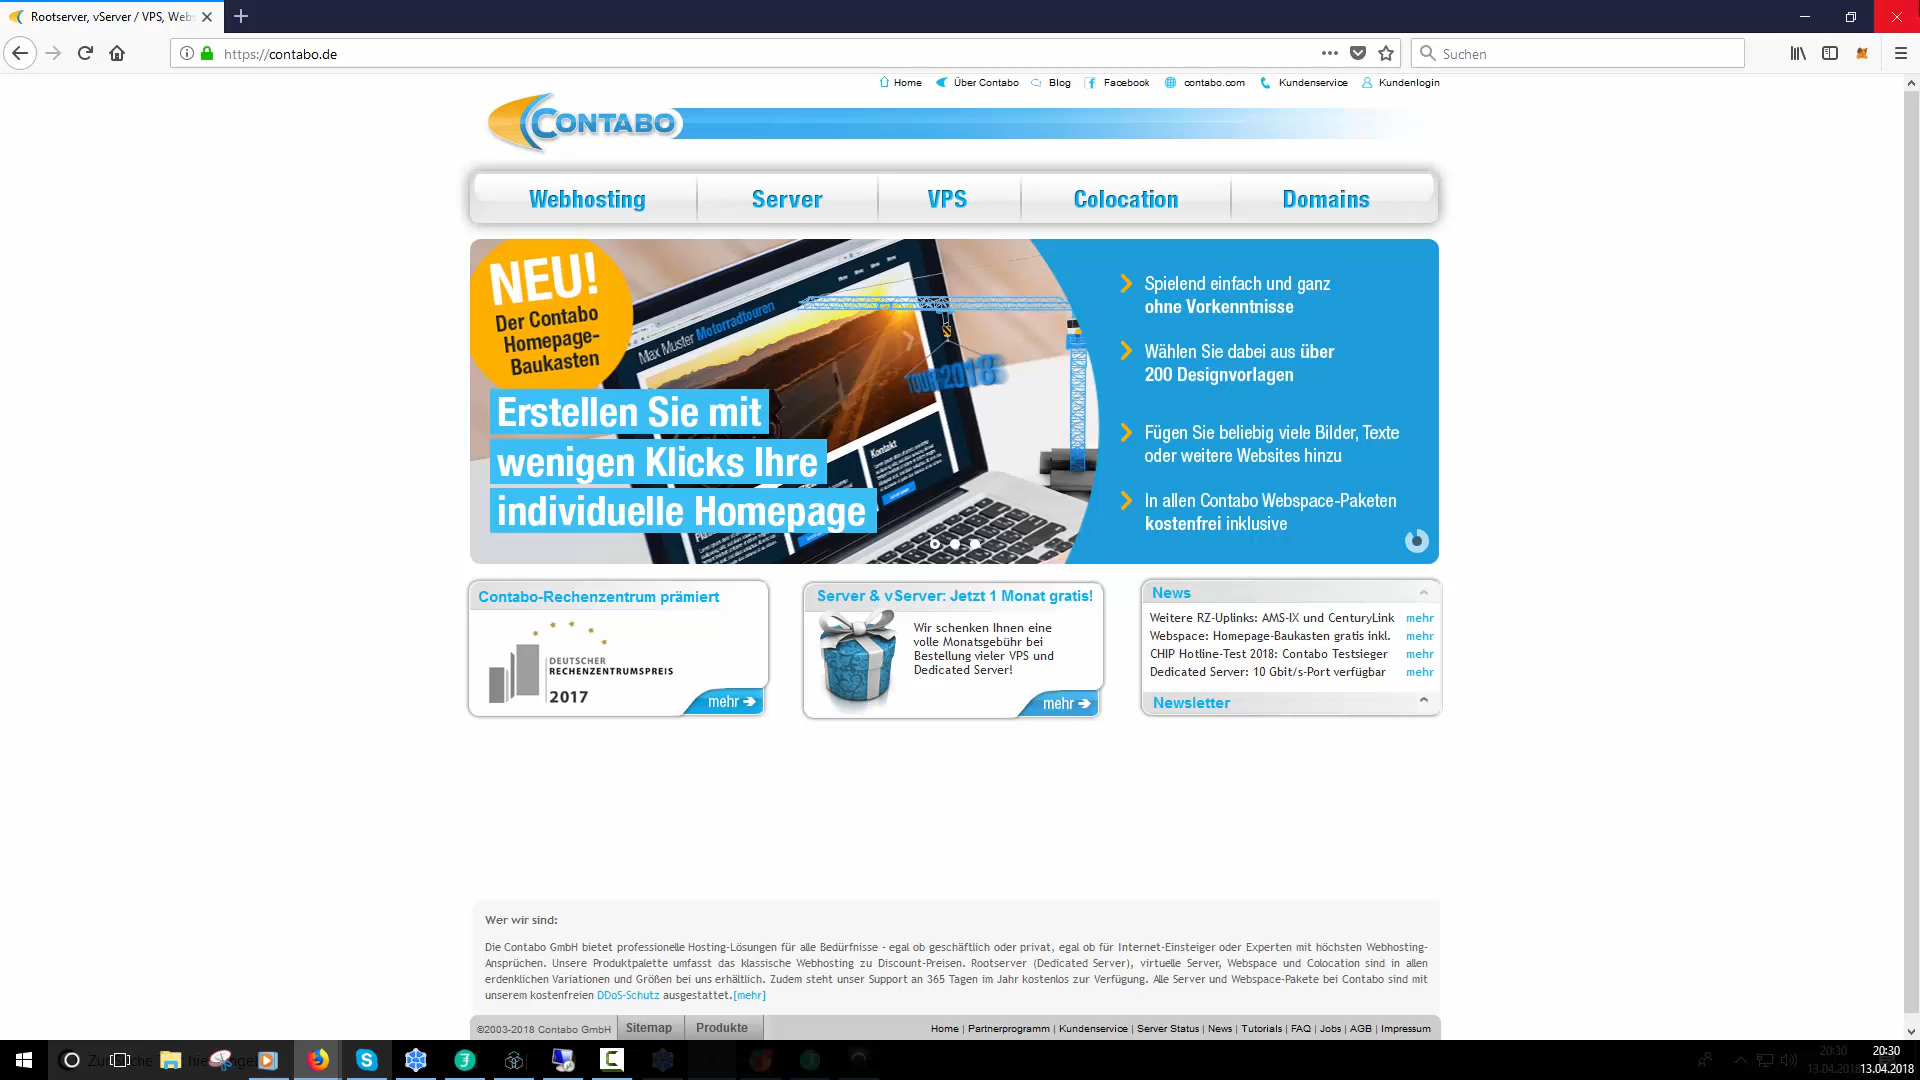 Rootserver, vServer / VPS, Web
https://contabo.de
Suchen
Home
Über Contabo
Blog
Facebook
contabo.com
Kundenservice
Kundenlogin
CONTABO
Webhosting
Server
VPS
Colocation
Domains
NEU!
Der Contabo
Homepage-
Baukasten
Max Muster Motorradtouren
TOUR 2018
Kontakt
Erstellen Sie mit
wenigen Klicks Ihre
individuelle Homepage
Spielend einfach und ganz
ohne Vorkenntnisse
Wählen Sie dabei aus über
200 Designvorlagen
Fügen Sie beliebig viele Bilder, Texte
oder weitere Websites hinzu
In allen Contabo Webspace-Paketen
kostenfrei inklusive
Contabo-Rechenzentrum prämiert
DEUTSCHER
RECHENZENTRUMSPREIS
2017
mehr
Server & vServer: Jetzt 1 Monat gratis!
Wir schenken Ihnen eine
volle Monatsgebühr bei
Bestellung vieler VPS und
Dedicated Server!
mehr
News
Weitere RZ-Uplinks: AMS-IX und CenturyLink mehr
Webspace: Homepage-Baukasten gratis inkl. mehr
CHIP Hotline-Test 2018: Contabo Testsieger mehr
Dedicated Server: 10 Gbit/s-Port verfügbar mehr
Newsletter
Wer wir sind:
Die Contabo GmbH bietet professionelle Hosting-Lösungen für alle Bedürfnisse - egal ob geschäftlich oder privat, egal ob für Internet-Einsteiger oder Experten mit höchsten Webhosting-
Ansprüchen. Unsere Produktpalette umfasst das klassische Webhosting zu Discount-Preisen. Rootserver (Dedicated Server), virtuelle Server, Webspace und Colocation sind in allen
erdenklichen Variationen und Größen bei uns erhältlich. Zudem steht unser Support an 365 Tagen im Jahr kostenlos zur Verfügung. Alle Server und Webspace-Pakete bei Contabo sind mit
unserem kostenfreien DDoS-Schutz ausgestattet.[mehr]
©2003-2018 Contabo GmbH
Sitemap
Produkte
Home | Partnerprogramm | Kundenservice | Server Status | News | Tutorials | FAQ | Jobs | AGB | Impressum
20:30
13.04.2018